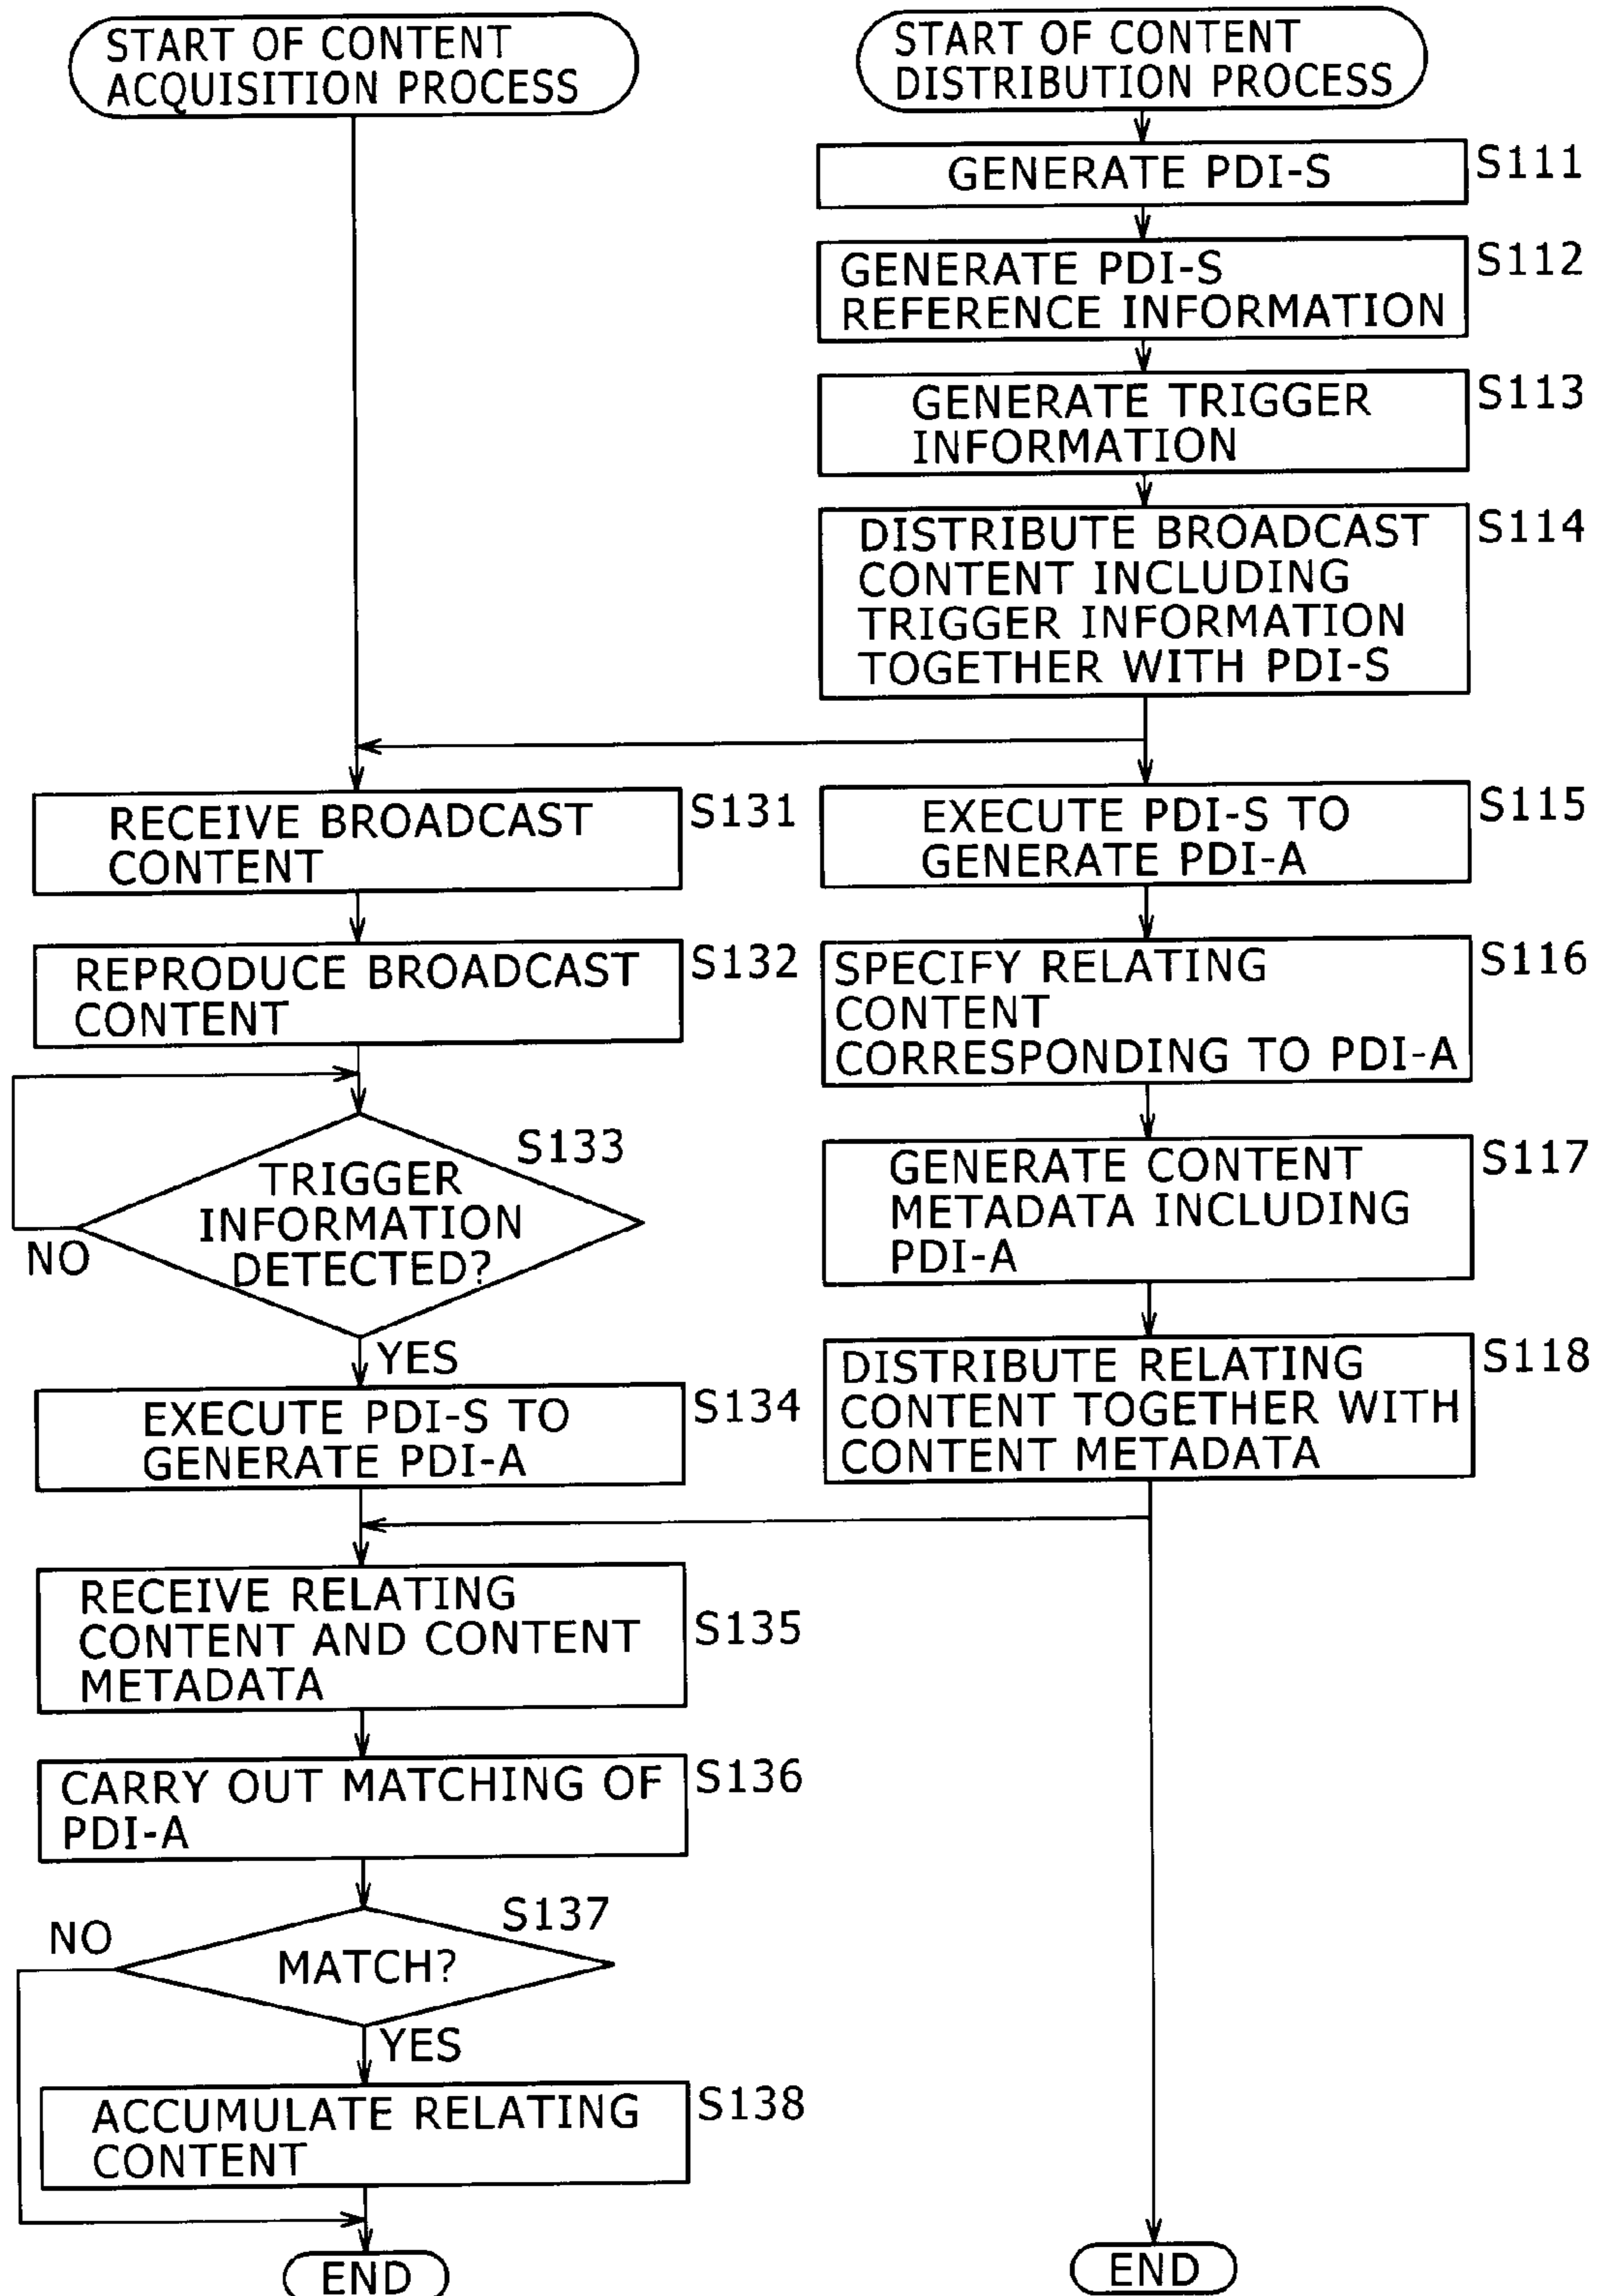 START OF CONTENT
ACQUISITION PROCESS
START OF CONTENT
DISTRIBUTION PROCESS
GENERATE PDI-S
S111
GENERATE PDI-S
REFERENCE INFORMATION
S112
GENERATE TRIGGER
INFORMATION
S113
DISTRIBUTE BROADCAST
CONTENT INCLUDING
TRIGGER INFORMATION
TOGETHER WITH PDI-S
S114
RECEIVE BROADCAST
CONTENT
S131
EXECUTE PDI-S TO
GENERATE PDI-A
S115
REPRODUCE BROADCAST
CONTENT
S132
SPECIFY RELATING
CONTENT
CORRESPONDING TO PDI-A
S116
S133
TRIGGER
INFORMATION
DETECTED?
NO
YES
GENERATE CONTENT
METADATA INCLUDING
PDI-A
S117
EXECUTE PDI-S TO
GENERATE PDI-A
S134
DISTRIBUTE RELATING
CONTENT TOGETHER WITH
CONTENT METADATA
S118
RECEIVE RELATING
CONTENT AND CONTENT
METADATA
S135
CARRY OUT MATCHING OF
PDI-A
S136
S137
NO
MATCH?
YES
ACCUMULATE RELATING
CONTENT
S138
END
END